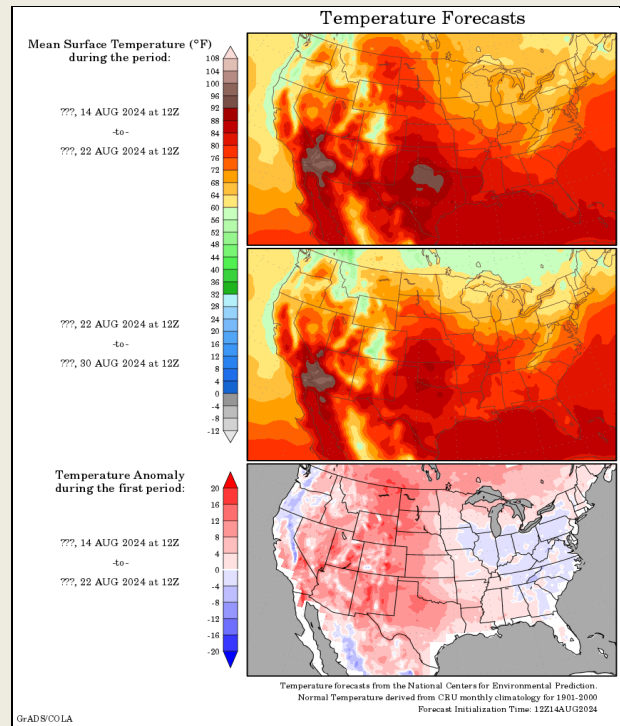 Temperature Forecasts
Mean Surface Temperature (°F)
during the period:
???, 14 AUG 2024 at 12Z
-to-
???, 22 AUG 2024 at 12Z
108
104
100
96
92
88
84
80
76
72
68
64
60
56
52
48
44
40
36
32
28
24
20
16
12
8
4
0
-4
-8
-12
???, 22 AUG 2024 at 12Z
-to-
???, 30 AUG 2024 at 12Z
Temperature Anomaly
during the first period:
???, 14 AUG 2024 at 12Z
-to-
???, 22 AUG 2024 at 12Z
20
16
12
8
4
0
-4
-8
-12
-16
-20
Temperature forecasts from the National Centers for Environmental Prediction.
Normal Temperature derived from CRU monthly climatology for 1901-2000
Forecast Initialization Time: 12Z14AUG2024
GrADS/COLA